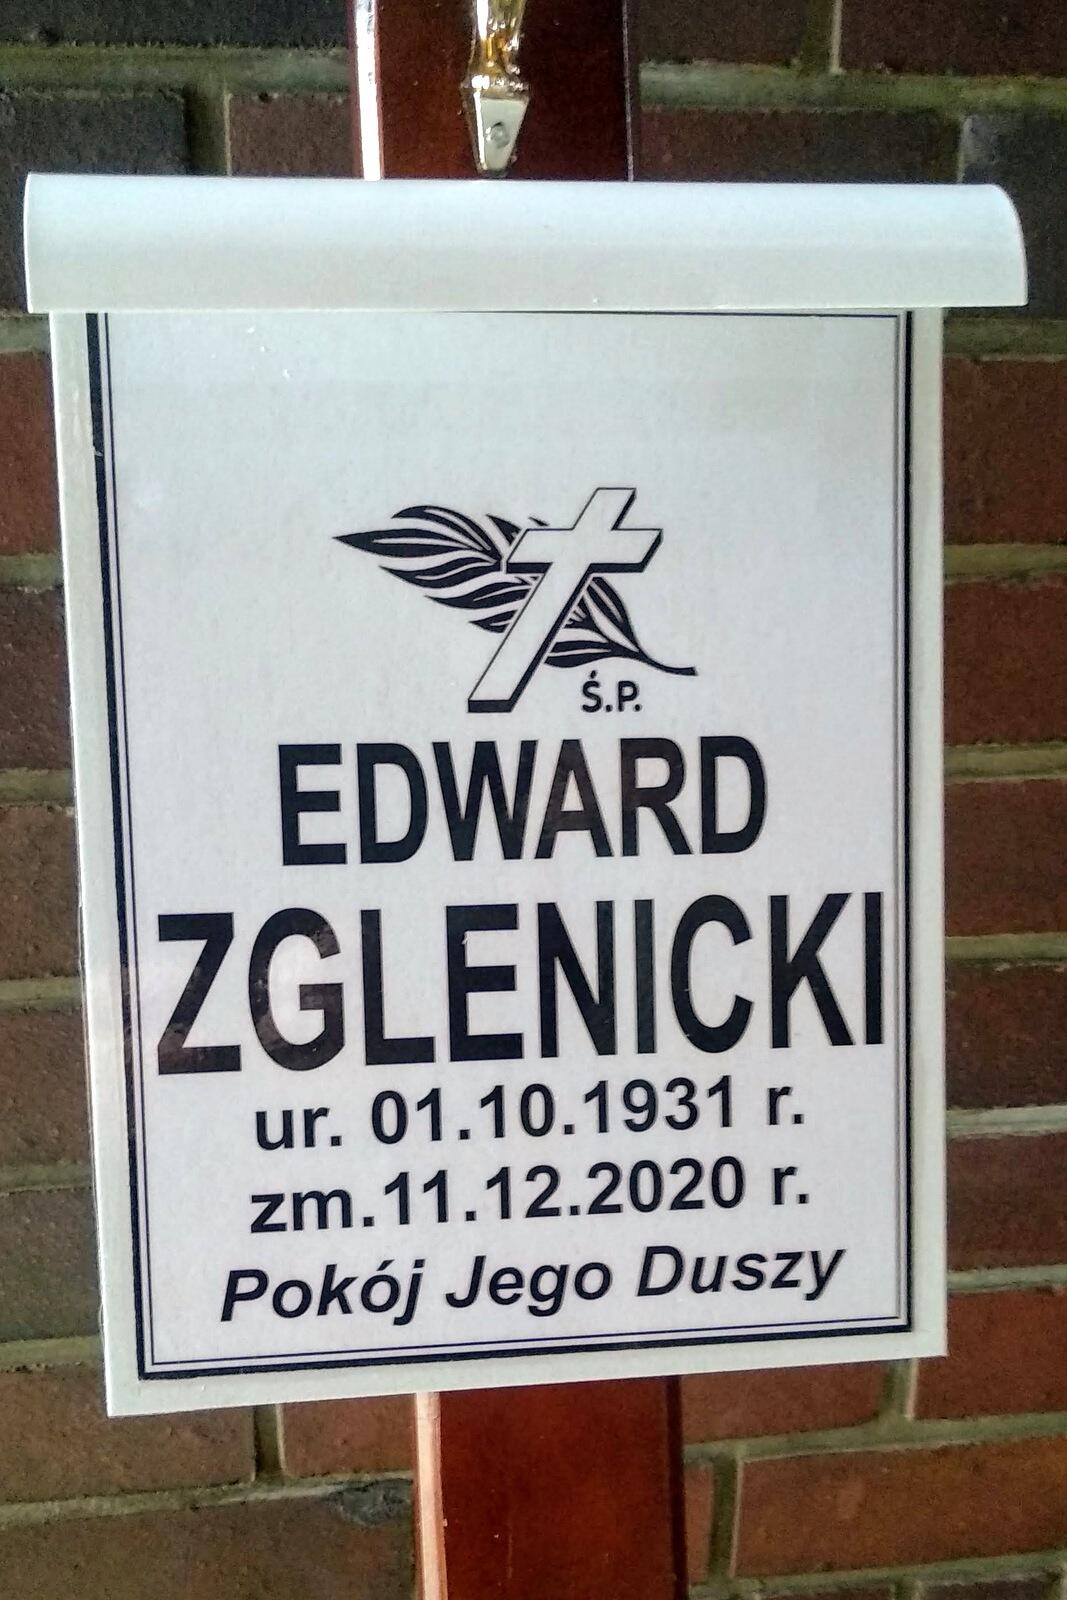 Ś.P.
EDWARD
ZGLENICKI
ur. 01.10.1931 r.
zm.11.12.2020 r.
Pokój Jego Duszy